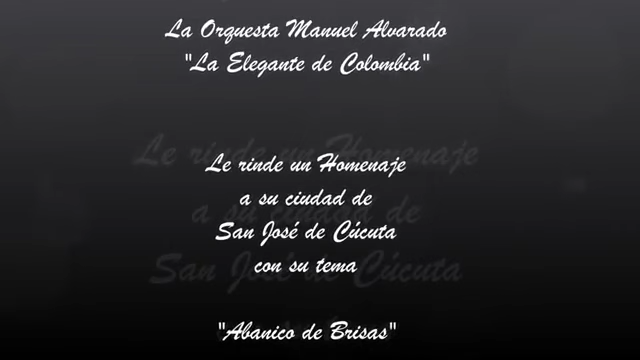 La Orquesta Manuel Alvarado
"La Elegante de Colombia"
Le rinde un Homenaje
a su ciudad de
San José de Cúcuta
con su tema
"Abanico de Brisas"